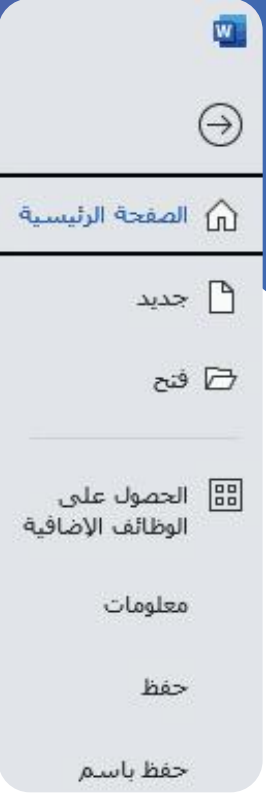 W
الصفحة الرئيسية
جديد
فتح
الحصول على
الوظائف الإضافية
معلومات
حفظ
حفظ باسم